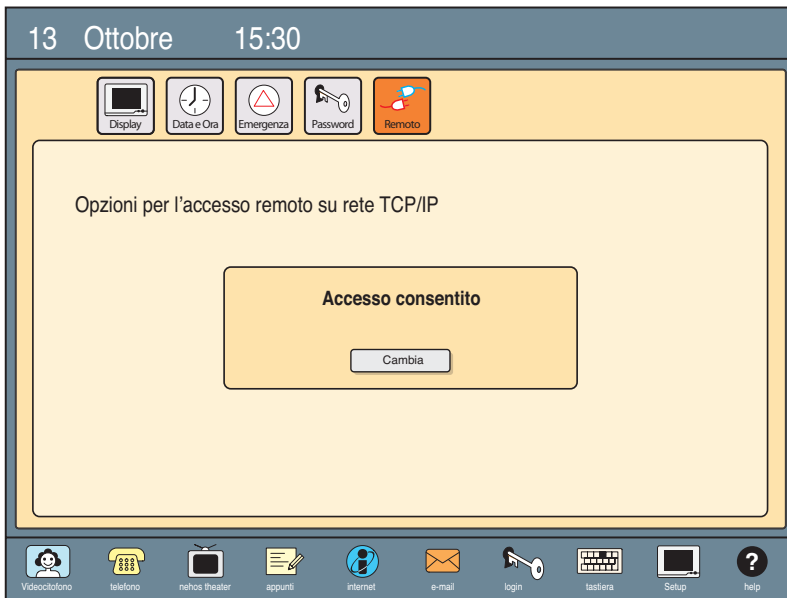 13 Ottobre 15:30
Display Data e Ora Emergenza Password Remoto
Opzioni per l'accesso remoto su rete TCP/IP
Accesso consentito
Cambia
Videocitofono telefono nehos theater appunti internet e-mail login tastiera Setup help